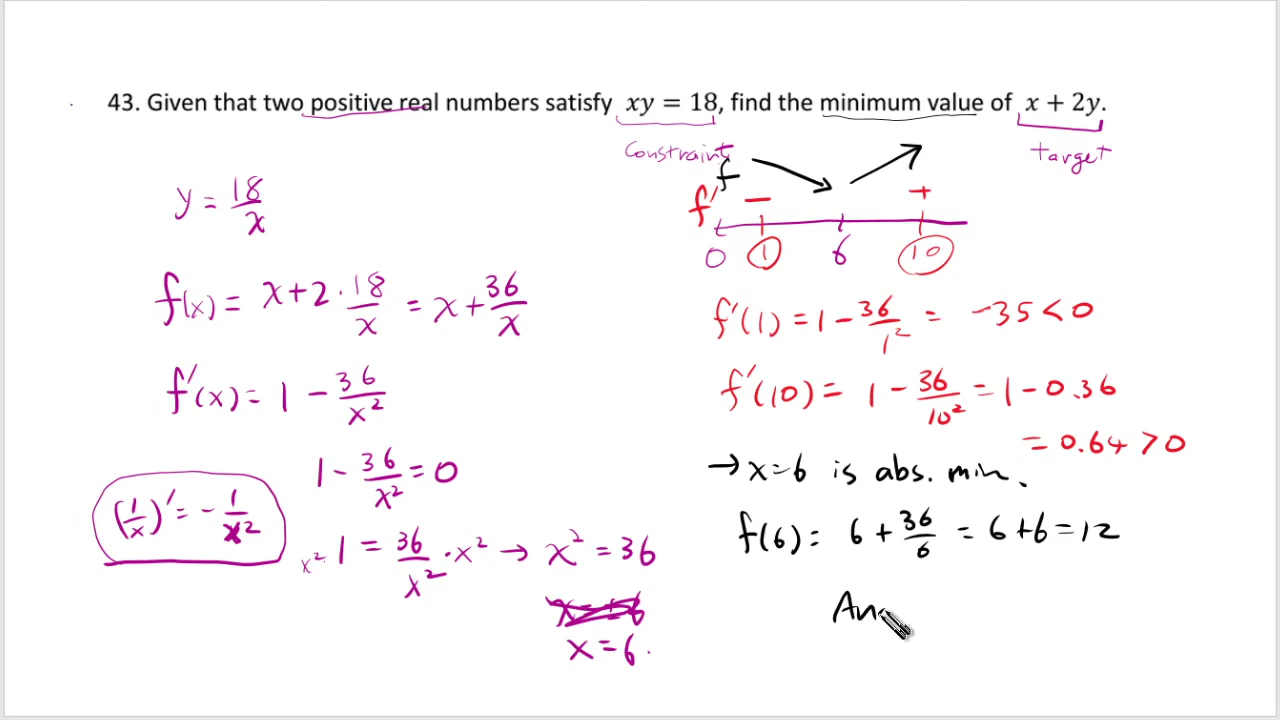 43. Given that two positive real numbers satisfy xy = 18, find the minimum value of x + 2y.
Constraint
target
f
f' − +
0 1 6 10
y = 18/x
f(x) = x+2·18/x = x+36/x
f'(x) = 1 − 36/x²
1 − 36/x² = 0
(1/x)' = −1/x²
x²·1 = 36/x²·x² → x² = 36
x = 6.
f'(1) = 1 − 36/1² = −35 < 0
f'(10) = 1 − 36/10² = 1 − 0.36
= 0.64 > 0
→ x=6 is abs. min.
f(6) = 6 + 36/6 = 6+6 = 12
An